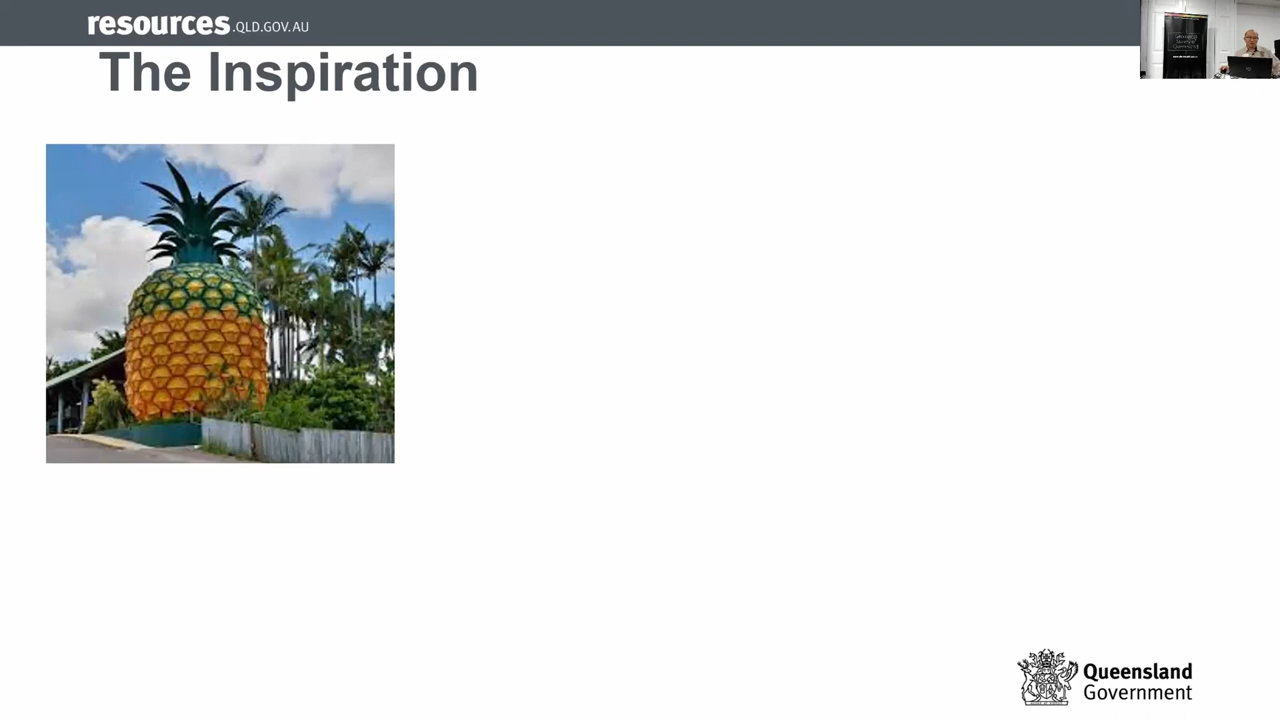 resources.QLD.GOV.AU
The Inspiration
Queensland
Government